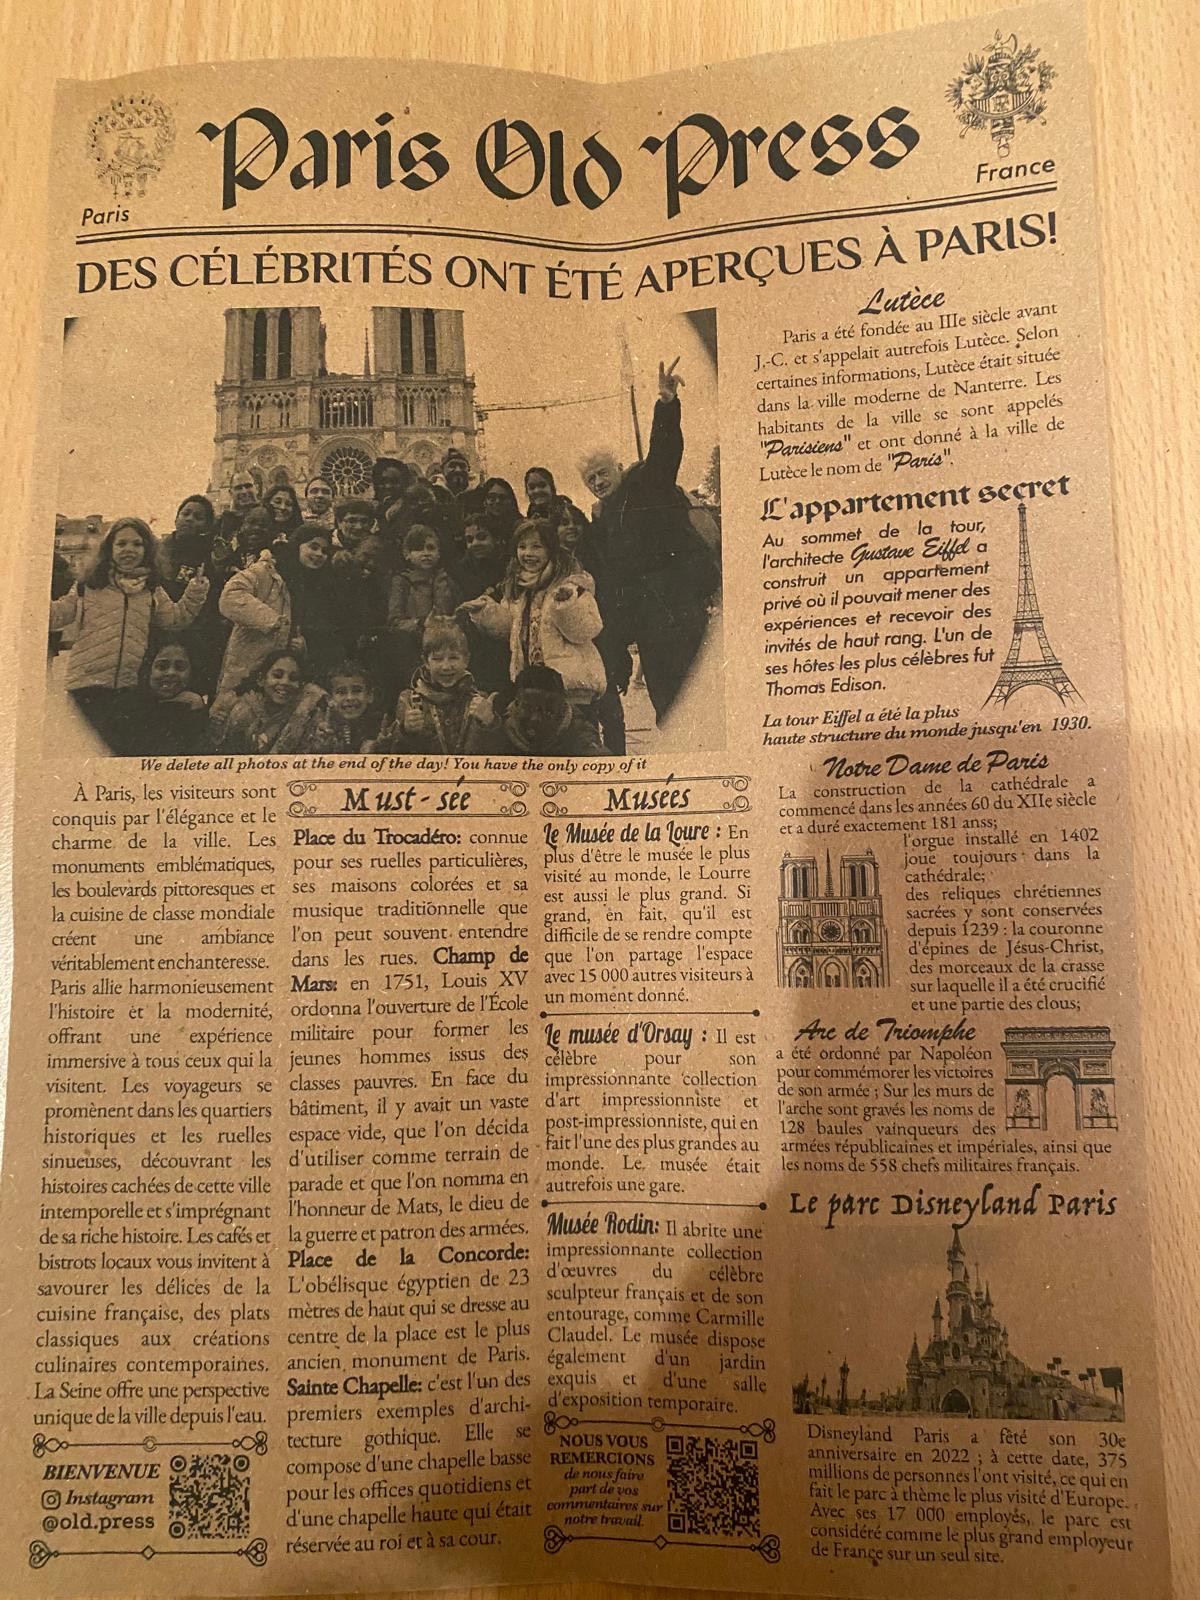 Paris Old Press
Paris
France
DES CÉLÉBRITÉS ONT ÉTÉ APERÇUES À PARIS!
We delete all photos at the end of the day! You have the only copy of it
À Paris, les visiteurs sont
conquis par l'élégance et le
charme de la ville. Les
monuments emblématiques,
les boulevards pittoresques et
la cuisine de classe mondiale
créent une ambiance
véritablement enchanteresse.
Paris allie harmonieusement
l'histoire et la modernité,
offrant une expérience
immersive à tous ceux qui la
visitent. Les voyageurs se
promènent dans les quartiers
historiques et les ruelles
sinueuses, découvrant les
histoires cachées de cette ville
intemporelle et s'imprégnant
de sa riche histoire. Les cafés et
bistrots locaux vous invitent à
savourer les délices de la
cuisine française, des plats
classiques aux créations
culinaires contemporaines.
La Seine offre une perspective
unique de la ville depuis l'eau.
BIENVENUE
Instagram
@old.press
Must-sée
Place du Trocadéro: connue
pour ses ruelles particulières,
ses maisons colorées et sa
musique traditionnelle que
l'on peut souvent entendre
dans les rues. Champ de
Mars: en 1751, Louis XV
ordonna l'ouverture de l'École
militaire pour former les
jeunes hommes issus des
classes pauvres. En face du
bâtiment, il y avait un vaste
espace vide, que l'on décida
d'utiliser comme terrain de
parade et que l'on nomma en
l'honneur de Mats, le dieu de
la guerre et patron des armées.
Place de la Concorde:
L'obélisque égyptien de 23
mètres de haut qui se dresse au
centre de la place est le plus
ancien monument de Paris.
Sainte Chapelle: c'est l'un des
premiers exemples d'archi-
tecture gothique. Elle se
compose d'une chapelle basse
pour les offices quotidiens et
d'une chapelle haute qui était
réservée au roi et à sa cour.
Musées
Le Musée de la Loure : En
plus d'être le musée le plus
visité au monde, le Lourre
est aussi le plus grand. Si
grand, en fait, qu'il est
difficile de se rendre compte
que l'on partage l'espace
avec 15 000 autres visiteurs à
un moment donné.
Le musée d'Orsay : Il est
célèbre pour son
impressionnante collection
d'art impressionniste et
post-impressionniste, qui en
fait l'une des plus grandes au
monde. Le musée était
autrefois une gare.
Musée Rodin: Il abrite une
impressionnante collection
d'œuvres du célèbre
sculpteur français et de son
entourage, comme Carmille
Claudel. Le musée dispose
également d'un jardin
exquis et d'une salle
d'exposition temporaire.
NOUS VOUS
REMERCIONS
de nous faire
part de vos
commentaires sur
notre travail.
Lutèce
Paris a été fondée au IIIe siècle avant
J.-C. et s'appelait autrefois Lutèce. Selon
certaines informations, Lutèce était située
dans la ville moderne de Nanterre. Les
habitants de la ville se sont appelés
"Parisiens" et ont donné à la ville de
Lutèce le nom de "Paris".
L'appartement secret
Au sommet de la tour,
l'architecte Gustave Eiffel a
construit un appartement
privé où il pouvait mener des
expériences et recevoir des
invités de haut rang. L'un de
ses hôtes les plus célèbres fut
Thomas Edison.
La tour Eiffel a été la plus
haute structure du monde jusqu'en 1930.
Notre Dame de Paris
La construction de la cathédrale a
commencé dans les années 60 du XIIe siècle
et a duré exactement 181 anss;
l'orgue installé en 1402
joue toujours dans la
cathédrale;
des reliques chrétiennes
sacrées y sont conservées
depuis 1239 : la couronne
d'épines de Jésus-Christ,
des morceaux de la crasse
sur laquelle il a été crucifié
et une partie des clous;
Arc de Triomphe
a été ordonné par Napoléon
pour commémorer les victoires
de son armée ; Sur les murs de
l'arche sont gravés les noms de
128 baules vainqueurs des
armées républicaines et impériales, ainsi que
les noms de 558 chefs militaires français.
Le parc Disneyland Paris
Disneyland Paris a fêté son 30e
anniversaire en 2022 ; à cette date, 375
millions de personnes l'ont visité, ce qui en
fait le parc à thème le plus visité d'Europe.
Avec ses 17 000 employés, le parc est
considéré comme le plus grand employeur
de France sur un seul site.